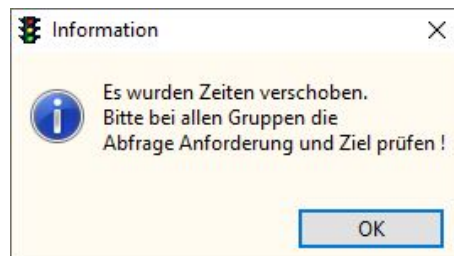 Information
Es wurden Zeiten verschoben.
Bitte bei allen Gruppen die
Abfrage Anforderung und Ziel prüfen !
OK